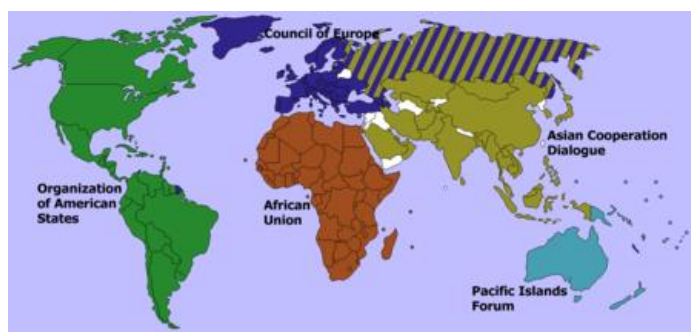 Council of Europe
Asian Cooperation
Dialogue
Organization
of American
States
African
Union
Pacific Islands
Forum